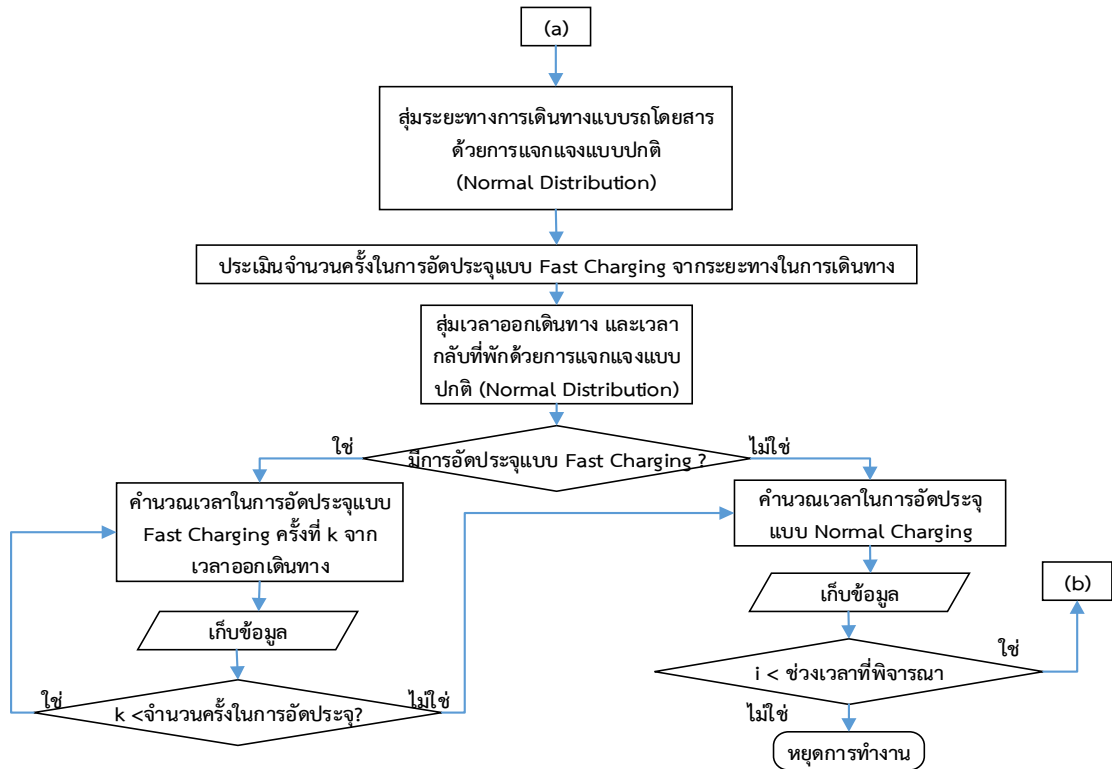 (a)
สุ่มระยะทางการเดินทางแบบรถโดยสาร
ด้วยการแจกแจงแบบปกติ
(Normal Distribution)
ประเมินจำนวนครั้งในการอัดประจุแบบ Fast Charging จากระยะทางในการเดินทาง
สุ่มเวลาออกเดินทาง และเวลา
กลับที่พักด้วยการแจกแจงแบบ
ปกติ (Normal Distribution)
ใช่
มีการอัดประจุแบบ Fast Charging ?
ไม่ใช่
คำนวณเวลาในการอัดประจุแบบ
Fast Charging ครั้งที่ k จาก
เวลาออกเดินทาง
คำนวณเวลาในการอัดประจุ
แบบ Normal Charging
เก็บข้อมูล
เก็บข้อมูล
(b)
ใช่
k <จำนวนครั้งในการอัดประจุ?
ไม่ใช่
i < ช่วงเวลาที่พิจารณา
ใช่
ไม่ใช่
หยุดการทำงาน